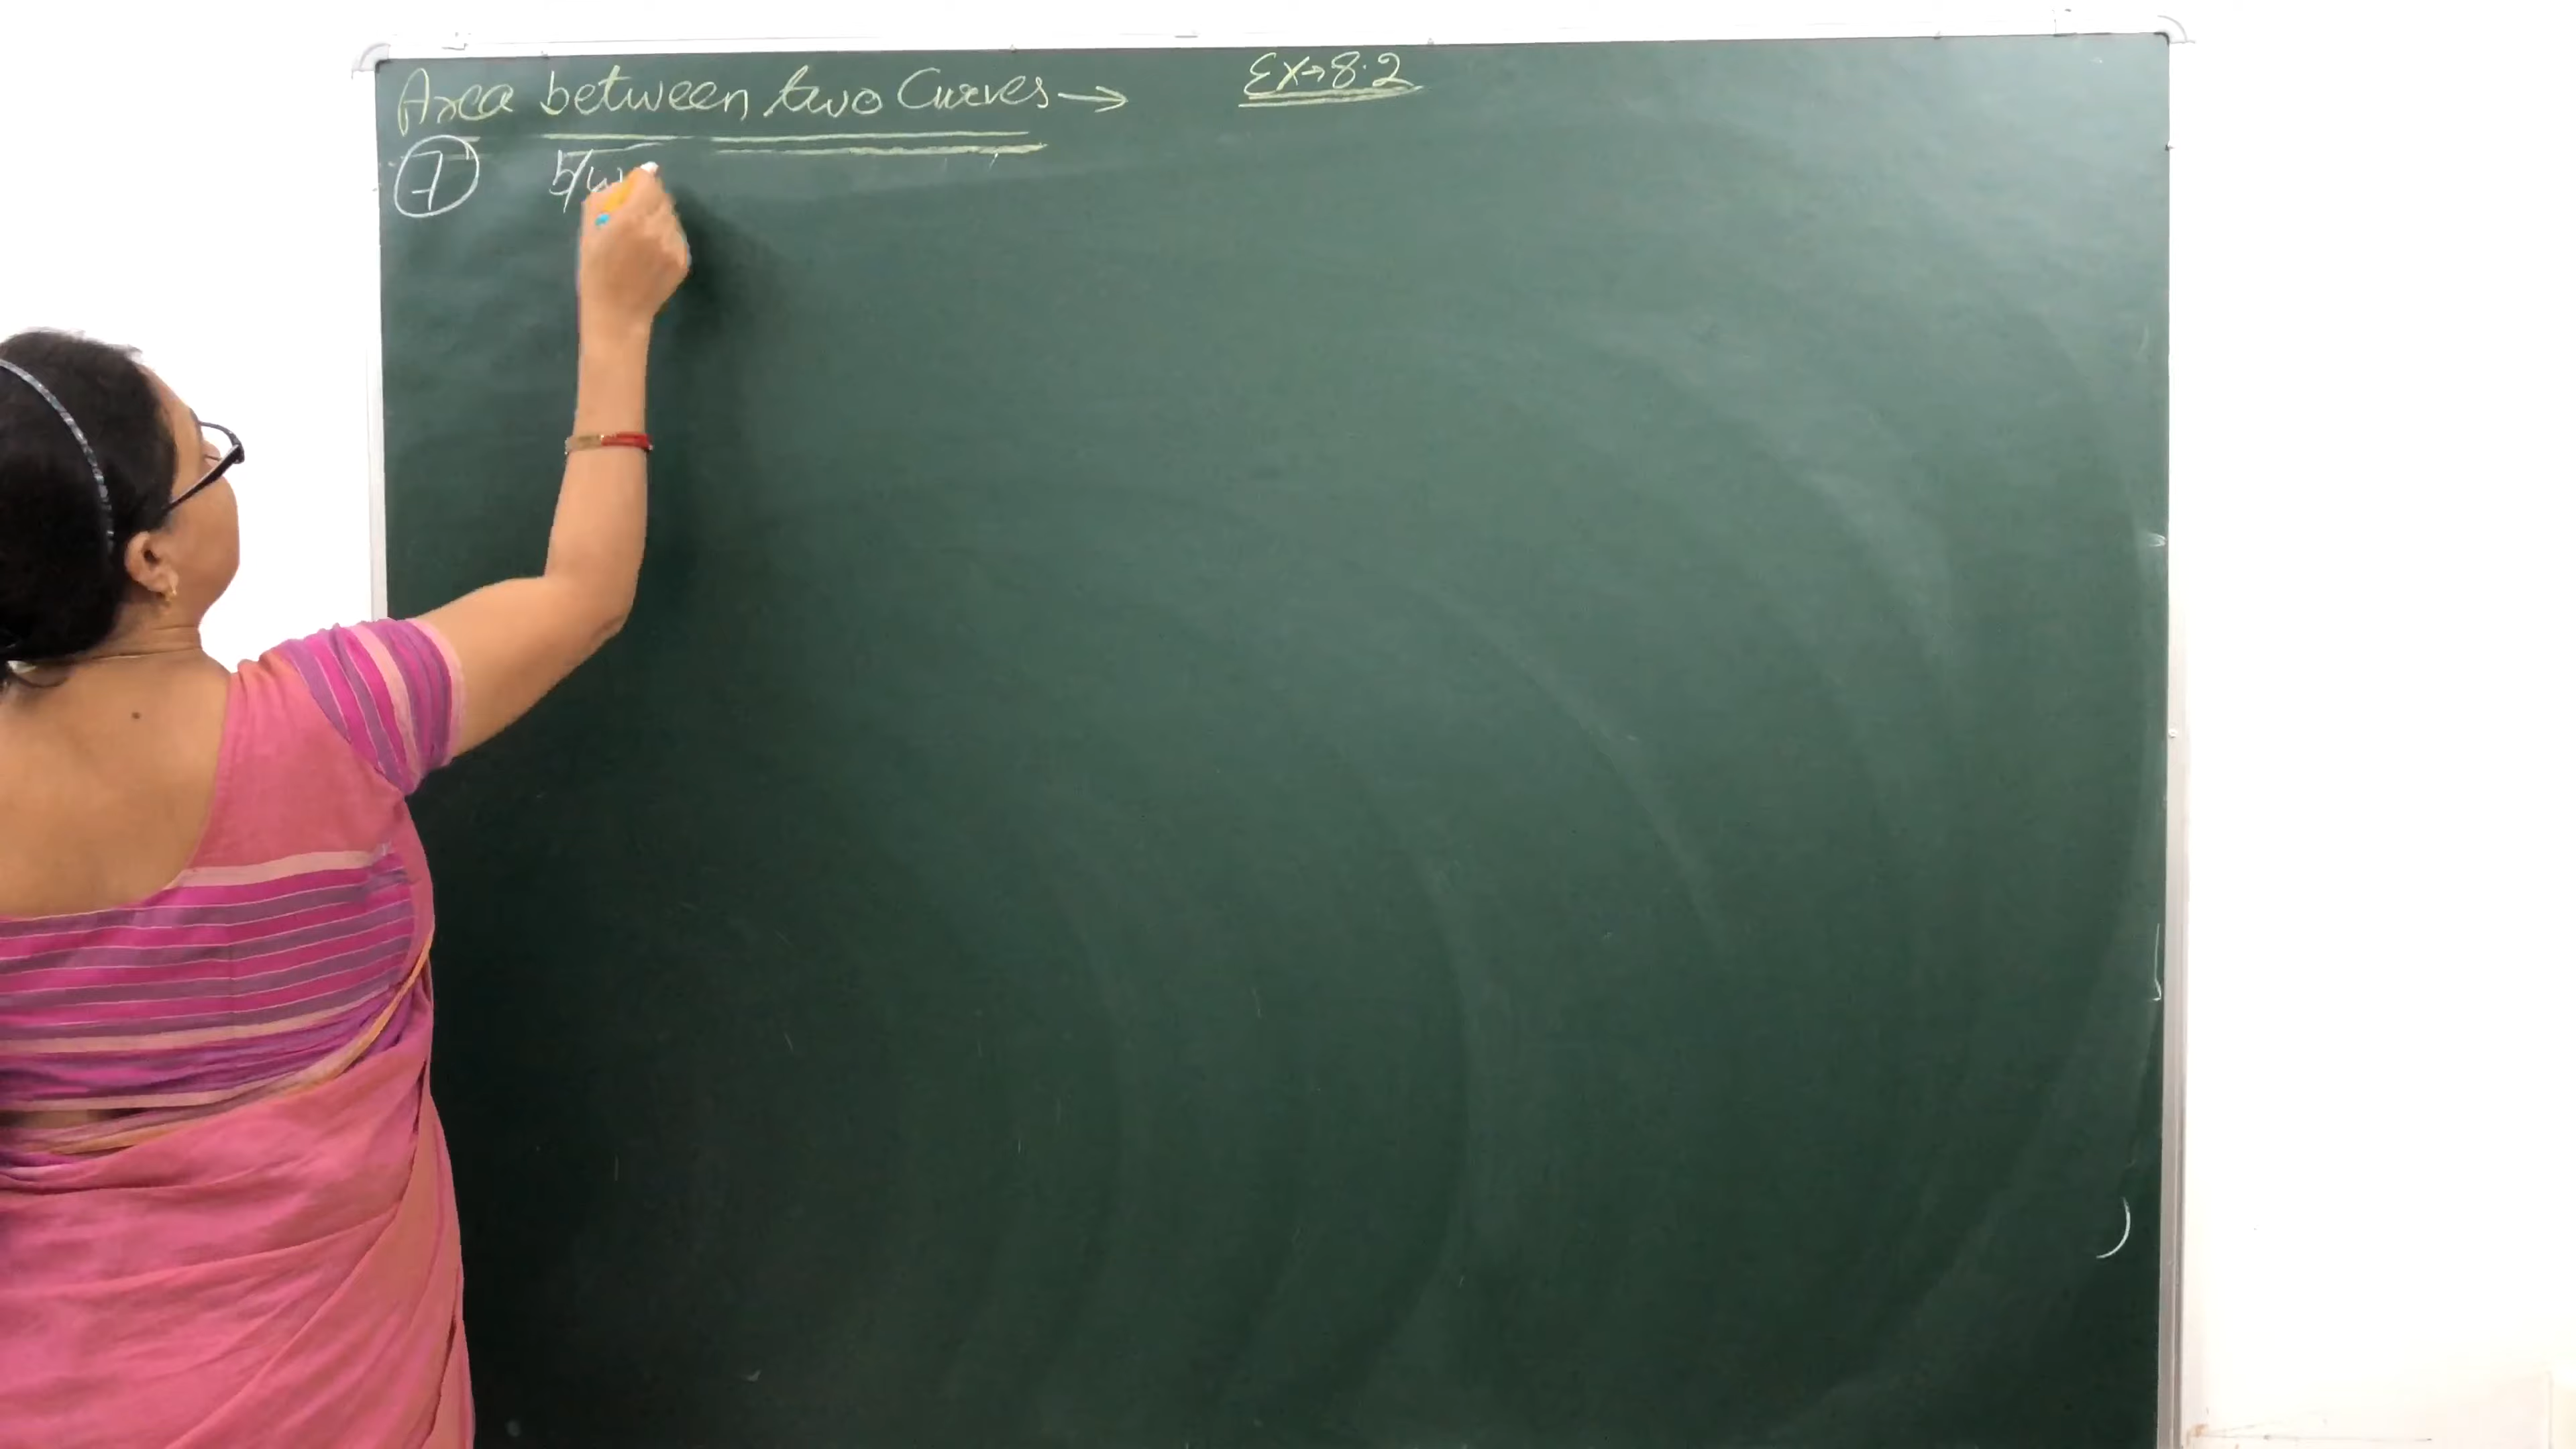 Area between two Curves → Ex→8.2
7 b/w